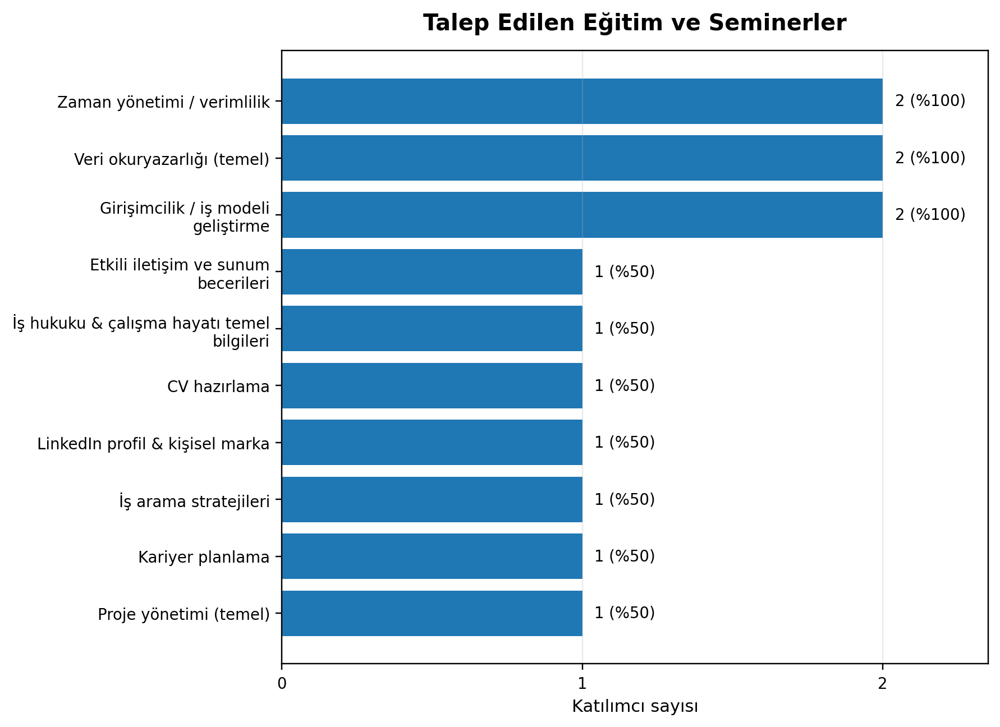 Talep Edilen Eğitim ve Seminerler
Zaman yönetimi / verimlilik
2 (%100)
Veri okuryazarlığı (temel)
2 (%100)
Girişimcilik / iş modeli
geliştirme
2 (%100)
Etkili iletişim ve sunum
becerileri
1 (%50)
İş hukuku & çalışma hayatı temel
bilgileri
1 (%50)
CV hazırlama
1 (%50)
LinkedIn profil & kişisel marka
1 (%50)
İş arama stratejileri
1 (%50)
Kariyer planlama
1 (%50)
Proje yönetimi (temel)
1 (%50)
0 1 2
Katılımcı sayısı